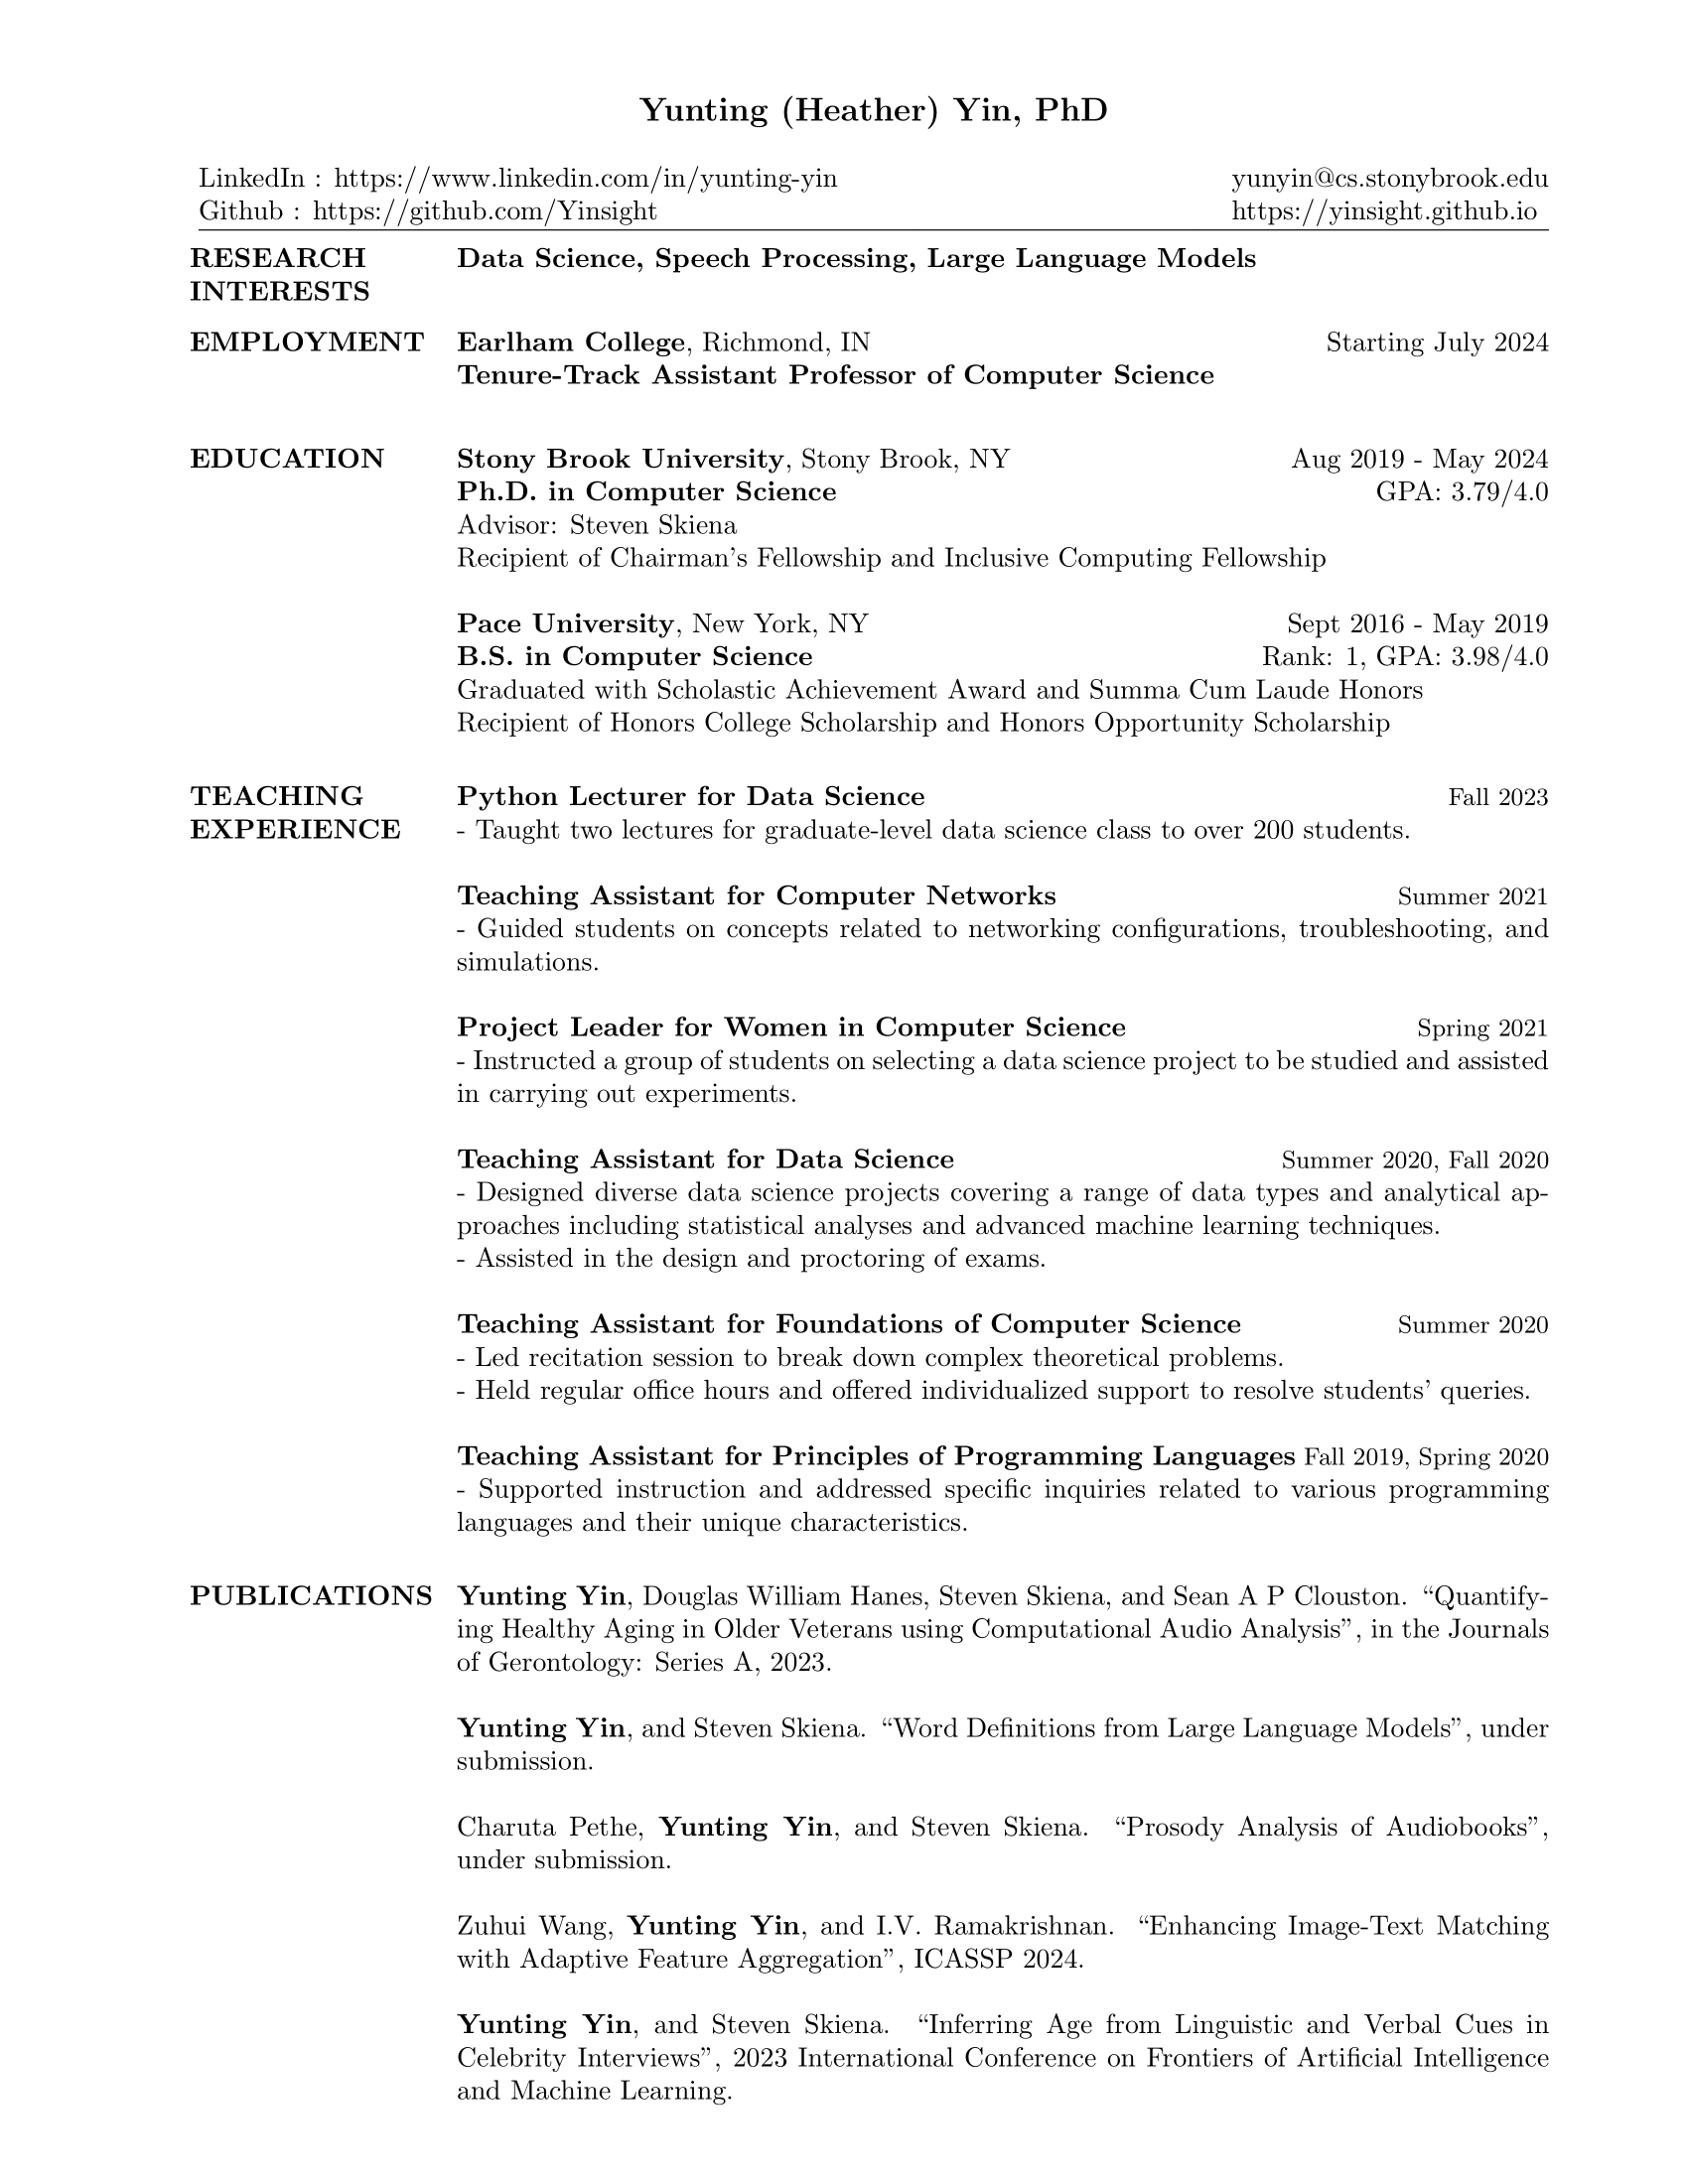 Yunting (Heather) Yin, PhD
LinkedIn : https://www.linkedin.com/in/yunting-yin yunyin@cs.stonybrook.edu
Github : https://github.com/Yinsight https://yinsight.github.io
RESEARCH Data Science, Speech Processing, Large Language Models
INTERESTS
EMPLOYMENT Earlham College, Richmond, IN Starting July 2024
Tenure-Track Assistant Professor of Computer Science
EDUCATION Stony Brook University, Stony Brook, NY Aug 2019 - May 2024
Ph.D. in Computer Science GPA: 3.79/4.0
Advisor: Steven Skiena
Recipient of Chairman's Fellowship and Inclusive Computing Fellowship
Pace University, New York, NY Sept 2016 - May 2019
B.S. in Computer Science Rank: 1, GPA: 3.98/4.0
Graduated with Scholastic Achievement Award and Summa Cum Laude Honors
Recipient of Honors College Scholarship and Honors Opportunity Scholarship
TEACHING Python Lecturer for Data Science Fall 2023
EXPERIENCE - Taught two lectures for graduate-level data science class to over 200 students.
Teaching Assistant for Computer Networks Summer 2021
- Guided students on concepts related to networking configurations, troubleshooting, and
simulations.
Project Leader for Women in Computer Science Spring 2021
- Instructed a group of students on selecting a data science project to be studied and assisted
in carrying out experiments.
Teaching Assistant for Data Science Summer 2020, Fall 2020
- Designed diverse data science projects covering a range of data types and analytical ap-
proaches including statistical analyses and advanced machine learning techniques.
- Assisted in the design and proctoring of exams.
Teaching Assistant for Foundations of Computer Science Summer 2020
- Led recitation session to break down complex theoretical problems.
- Held regular office hours and offered individualized support to resolve students' queries.
Teaching Assistant for Principles of Programming Languages Fall 2019, Spring 2020
- Supported instruction and addressed specific inquiries related to various programming
languages and their unique characteristics.
PUBLICATIONS Yunting Yin, Douglas William Hanes, Steven Skiena, and Sean A P Clouston. “Quantify-
ing Healthy Aging in Older Veterans using Computational Audio Analysis”, in the Journals
of Gerontology: Series A, 2023.
Yunting Yin, and Steven Skiena. “Word Definitions from Large Language Models”, under
submission.
Charuta Pethe, Yunting Yin, and Steven Skiena. “Prosody Analysis of Audiobooks”,
under submission.
Zuhui Wang, Yunting Yin, and I.V. Ramakrishnan. “Enhancing Image-Text Matching
with Adaptive Feature Aggregation”, ICASSP 2024.
Yunting Yin, and Steven Skiena. “Inferring Age from Linguistic and Verbal Cues in
Celebrity Interviews”, 2023 International Conference on Frontiers of Artificial Intelligence
and Machine Learning.